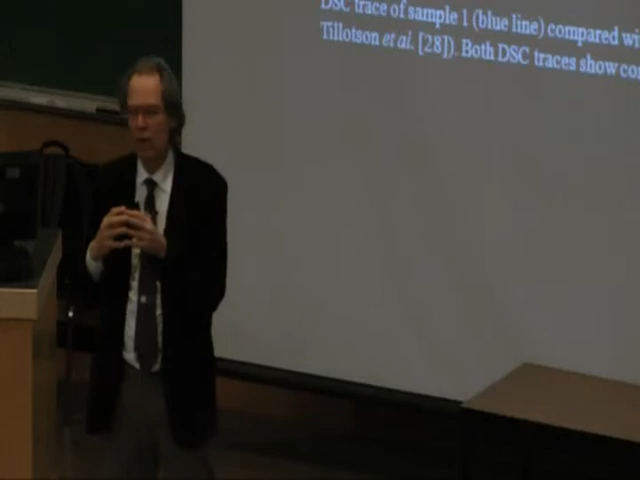 DSC trace of sample 1 (blue line) compared wi
Tillotson et al. [28]). Both DSC traces show co